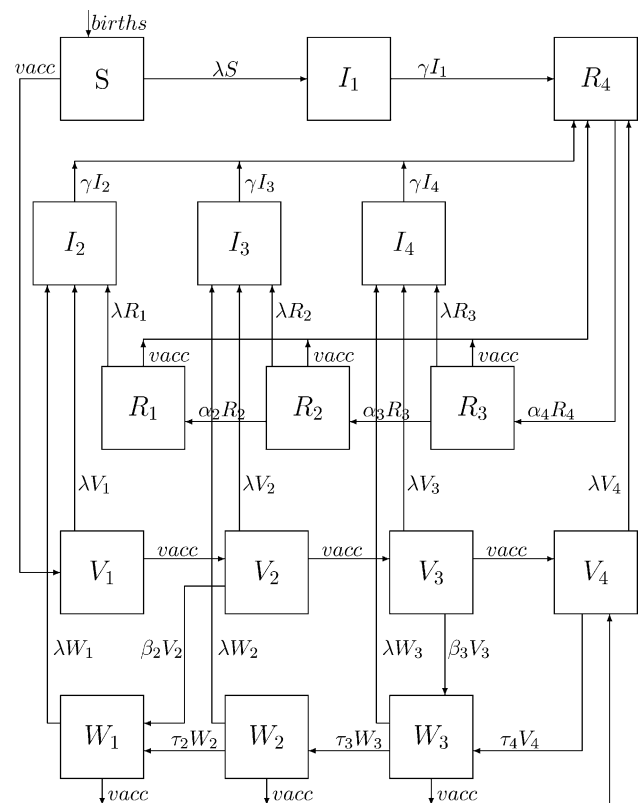 births
vacc S λS I₁ γI₁ R₄
γI₂ γI₃ γI₄
I₂ I₃ I₄
λR₁ λR₂ λR₃
vacc vacc vacc
R₁ α₂R₂ R₂ α₃R₃ R₃ α₄R₄
λV₁ λV₂ λV₃ λV₄
vacc vacc vacc
V₁ V₂ V₃ V₄
λW₁ β₂V₂ λW₂ λW₃ β₃V₃
W₁ τ₂W₂ W₂ τ₃W₃ W₃ τ₄V₄
vacc vacc vacc